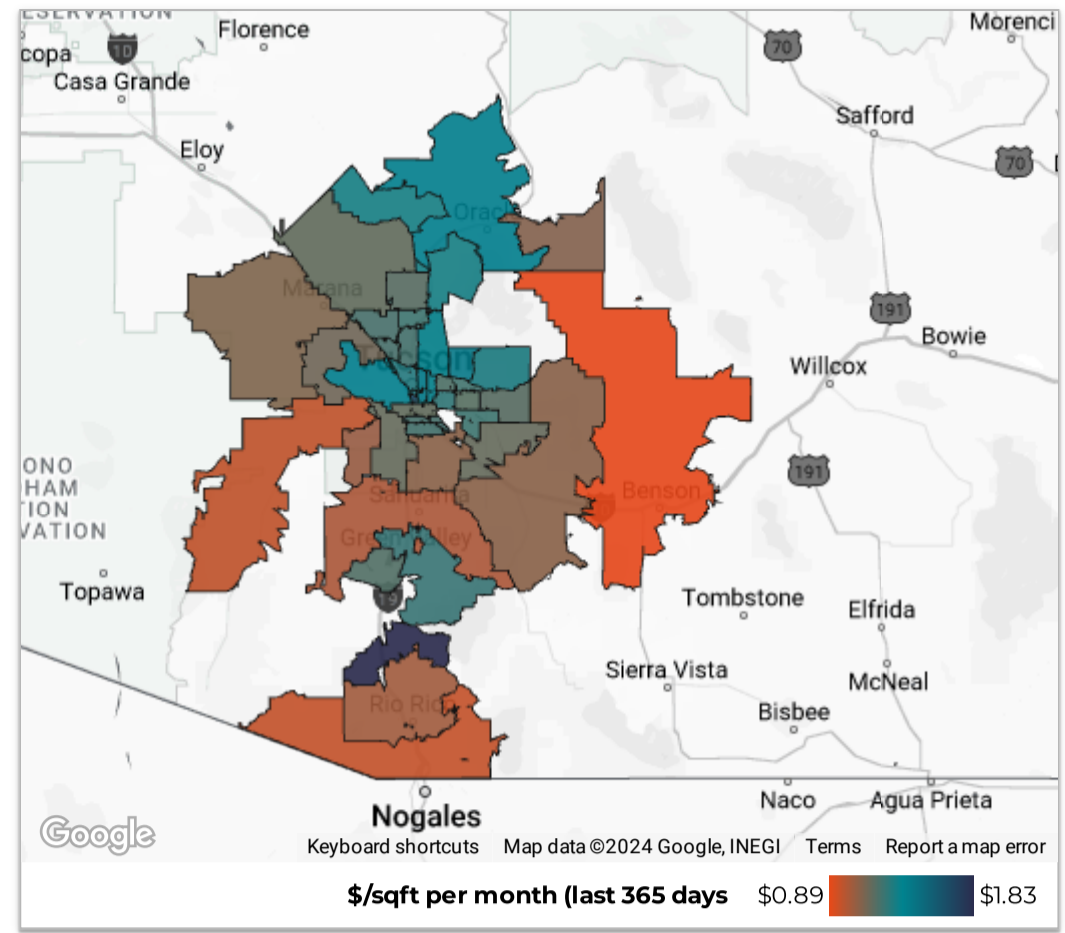 ESERVATION
Florence
Morenci
copa
10
70
Casa Grande
Safford
Eloy
70
Oracle
Marana
191
Bowie
Willcox
Tucson
ONO
HAM
TION
VATION
191
Benson
Sahuarita
Green Valley
Topawa
19
Tombstone
Elfrida
Sierra Vista
McNeal
Rio Ric
Bisbee
Nogales
Naco
Agua Prieta
Google
Keyboard shortcuts Map data ©2024 Google, INEGI Terms Report a map error
$/sqft per month (last 365 days $0.89 $1.83